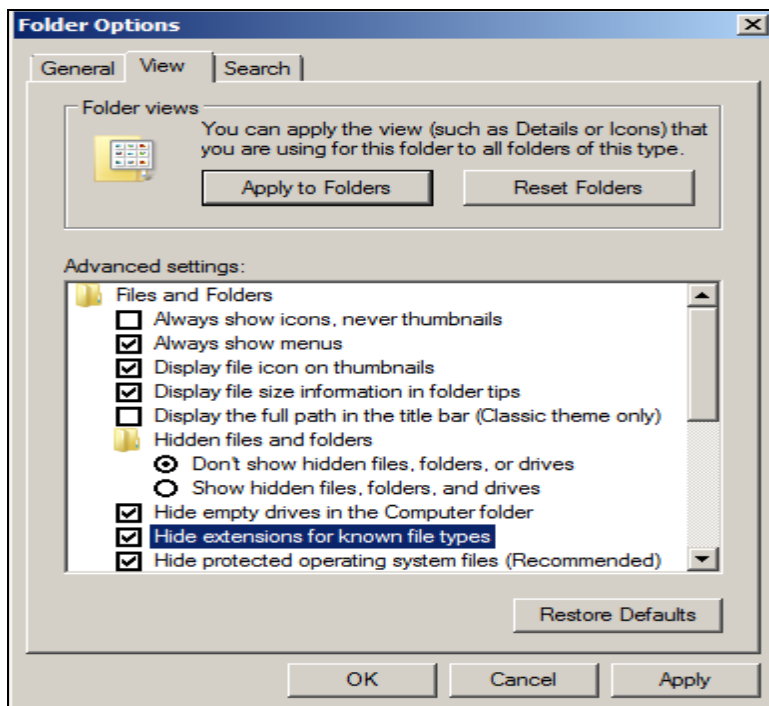 Folder Options
General View Search
Folder views
You can apply the view (such as Details or Icons) that
you are using for this folder to all folders of this type.
Apply to Folders Reset Folders
Advanced settings:
Files and Folders
Always show icons, never thumbnails
Always show menus
Display file icon on thumbnails
Display file size information in folder tips
Display the full path in the title bar (Classic theme only)
Hidden files and folders
Don't show hidden files, folders, or drives
Show hidden files, folders, and drives
Hide empty drives in the Computer folder
Hide extensions for known file types
Hide protected operating system files (Recommended)
Restore Defaults
OK Cancel Apply